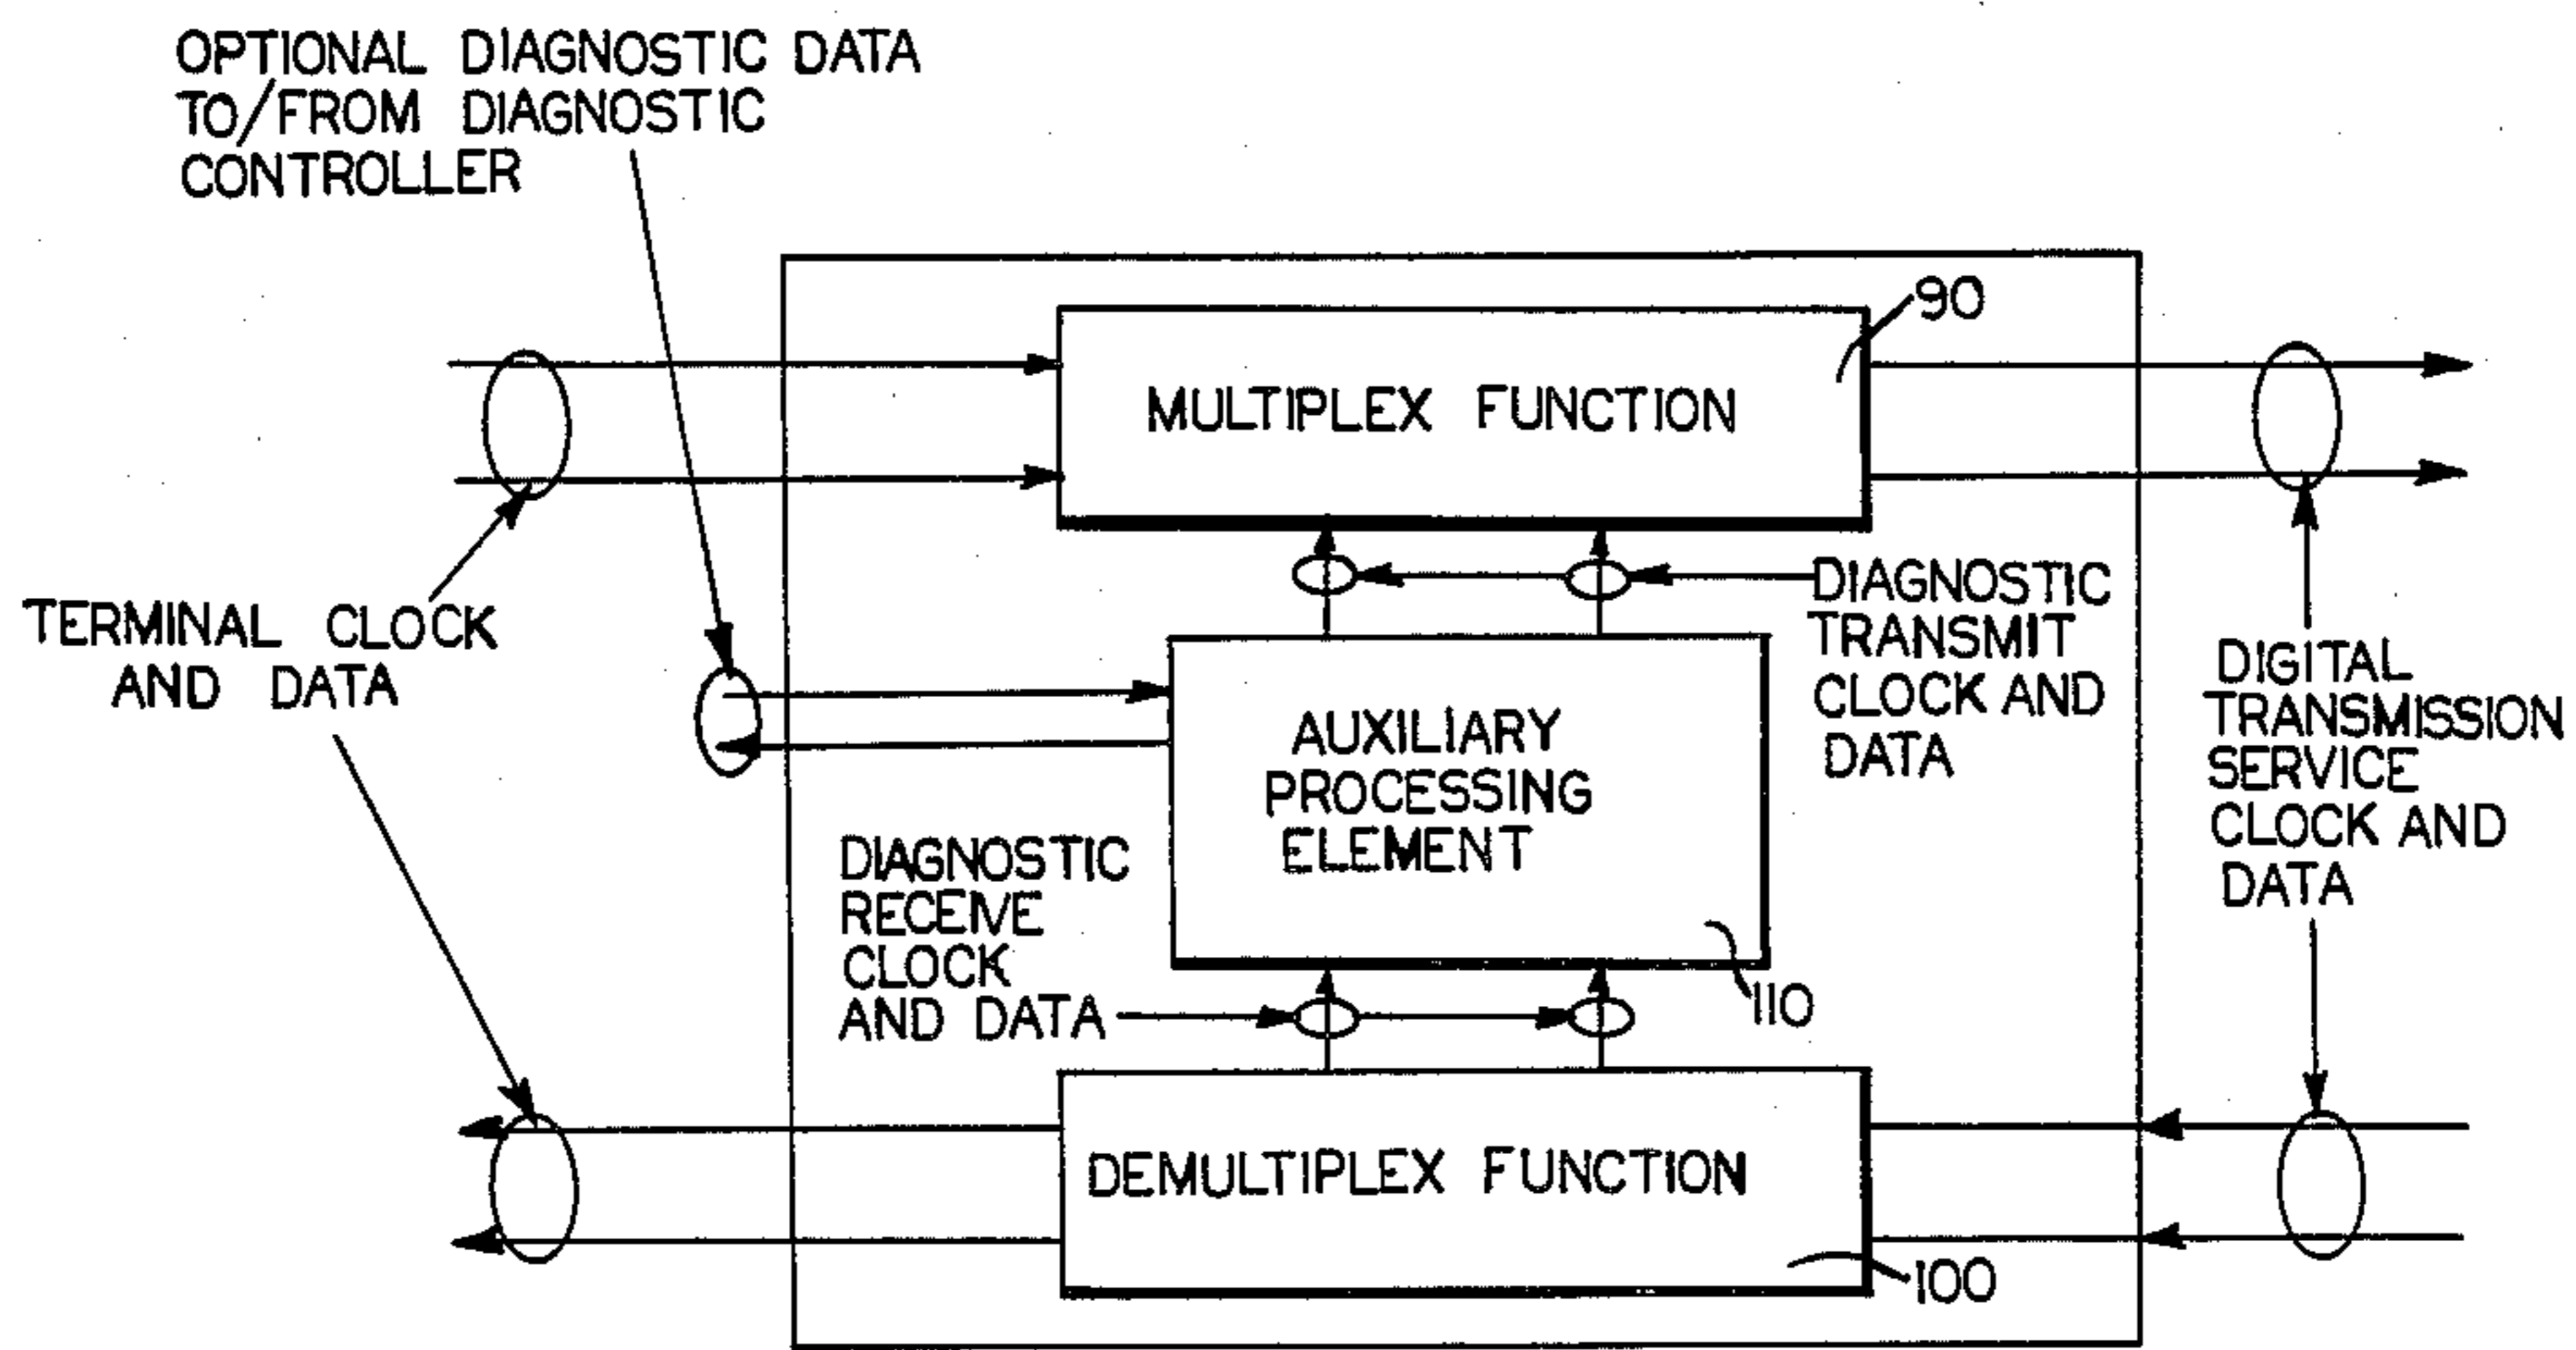 OPTIONAL DIAGNOSTIC DATA
TO/FROM DIAGNOSTIC
CONTROLLER
90
MULTIPLEX FUNCTION
TERMINAL CLOCK
AND DATA
DIAGNOSTIC
TRANSMIT
CLOCK AND
DATA
DIGITAL
TRANSMISSION
SERVICE
CLOCK AND
DATA
AUXILIARY
PROCESSING
ELEMENT
110
DIAGNOSTIC
RECEIVE
CLOCK
AND DATA
DEMULTIPLEX FUNCTION
100